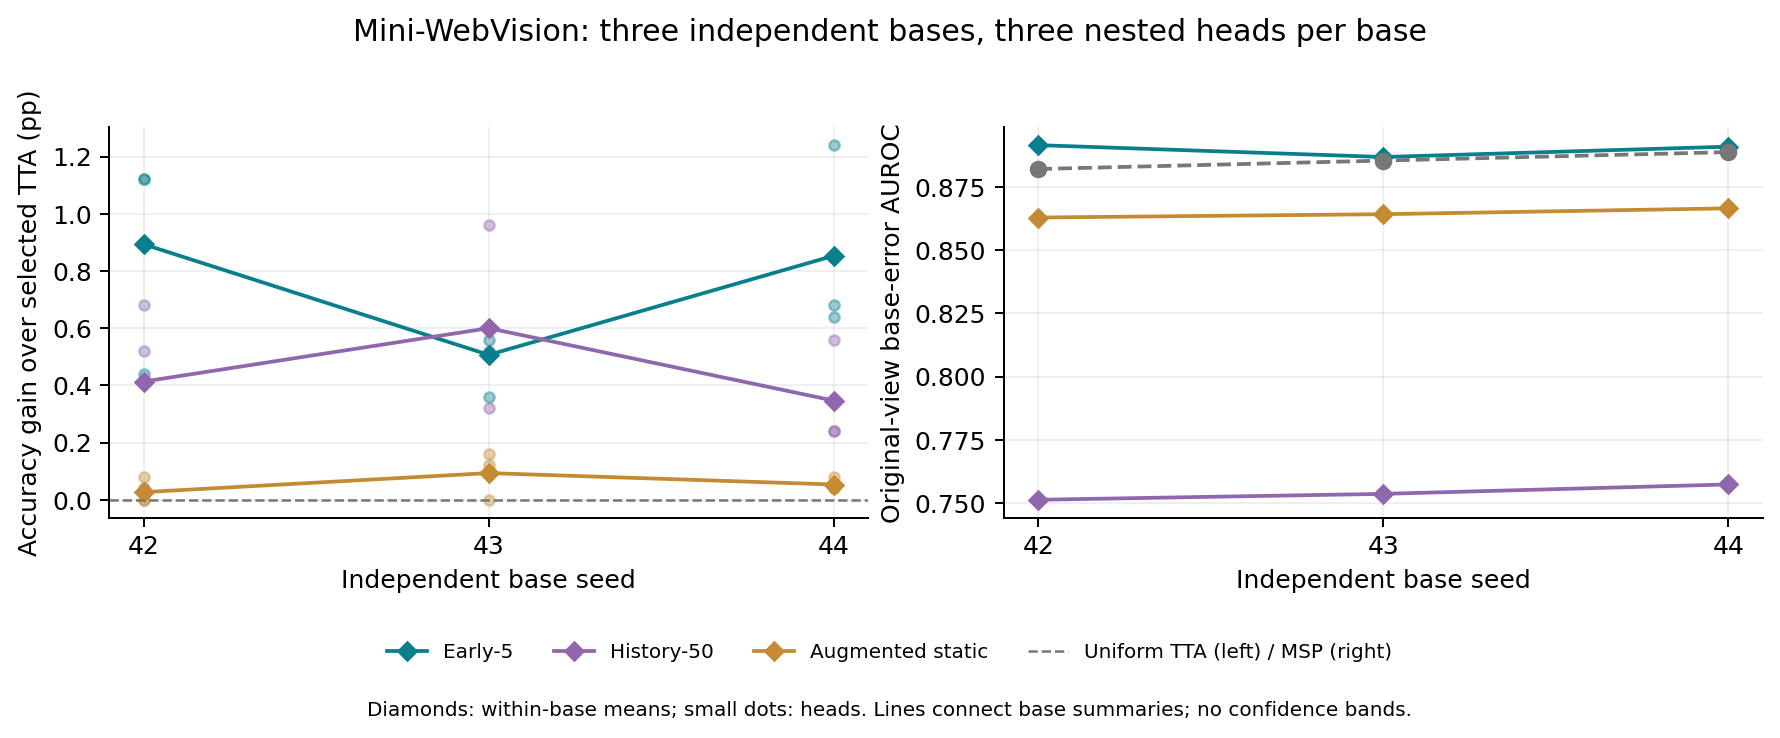 Mini-WebVision: three independent bases, three nested heads per base
Accuracy gain over selected TTA (pp)
1.2
1.0
0.8
0.6
0.4
0.2
0.0
42 43 44
Independent base seed
Original-view base-error AUROC
0.875
0.850
0.825
0.800
0.775
0.750
42 43 44
Independent base seed
Early-5 History-50 Augmented static Uniform TTA (left) / MSP (right)
Diamonds: within-base means; small dots: heads. Lines connect base summaries; no confidence bands.